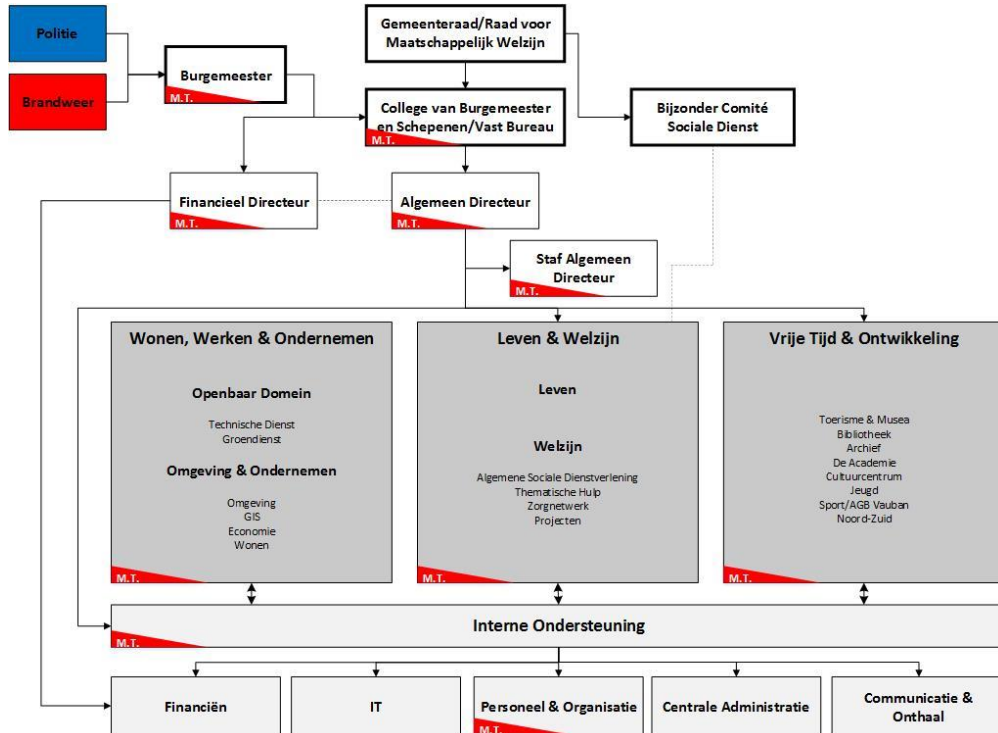 Politie
Brandweer
Burgemeester
M.T.
Gemeenteraad/Raad voor
Maatschappelijk Welzijn
College van Burgemeester
en Schepenen/Vast Bureau
M.T.
Bijzonder Comité
Sociale Dienst
Financieel Directeur
M.T.
Algemeen Directeur
M.T.
Staf Algemeen
Directeur
M.T.
Wonen, Werken & Ondernemen
Openbaar Domein
Technische Dienst
Groendienst
Omgeving & Ondernemen
Omgeving
GIS
Economie
Wonen
M.T.
Leven & Welzijn
Leven
Welzijn
Algemene Sociale Dienstverlening
Thematische Hulp
Zorgnetwerk
Projecten
M.T.
Vrije Tijd & Ontwikkeling
Toerisme & Musea
Bibliotheek
Archief
De Academie
Cultuurcentrum
Jeugd
Sport/AGB Vauban
Noord-Zuid
M.T.
Interne Ondersteuning
M.T.
Financiën
IT
Personeel & Organisatie
M.T.
Centrale Administratie
Communicatie &
Onthaal